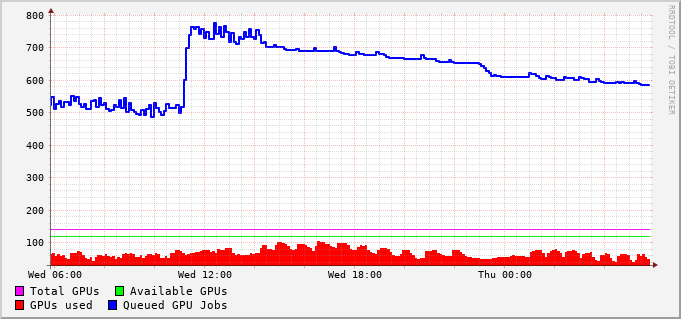 800
700
600
500
400
300
200
100
Wed 06:00 Wed 12:00 Wed 18:00 Thu 00:00
Total GPUs Available GPUs
GPUs used Queued GPU Jobs
RRDTOOL / TOBI OETIKER